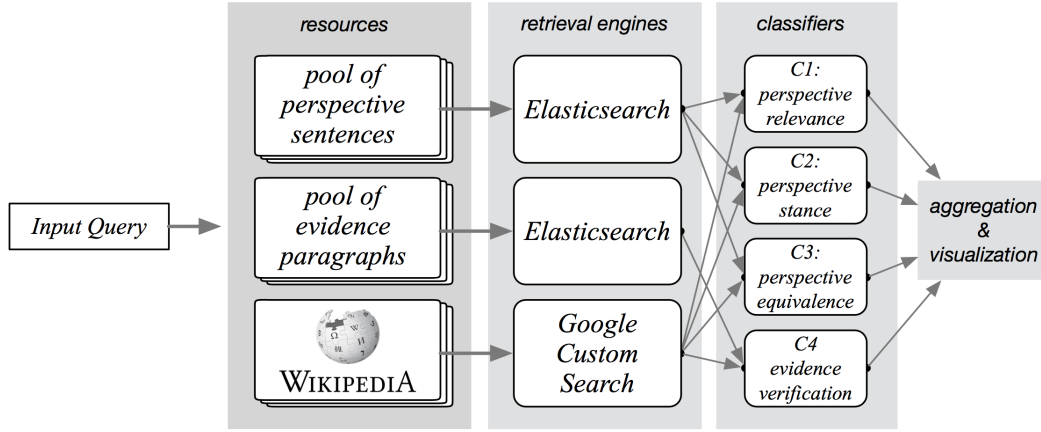 resources
retrieval engines
classifiers
pool of
perspective
sentences
Elasticsearch
C1:
perspective
relevance
C2:
perspective
stance
Input Query
pool of
evidence
paragraphs
Elasticsearch
aggregation
&
visualization
C3:
perspective
equivalence
Ω
W
WIKIPEDIA
Google
Custom
Search
C4
evidence
verification